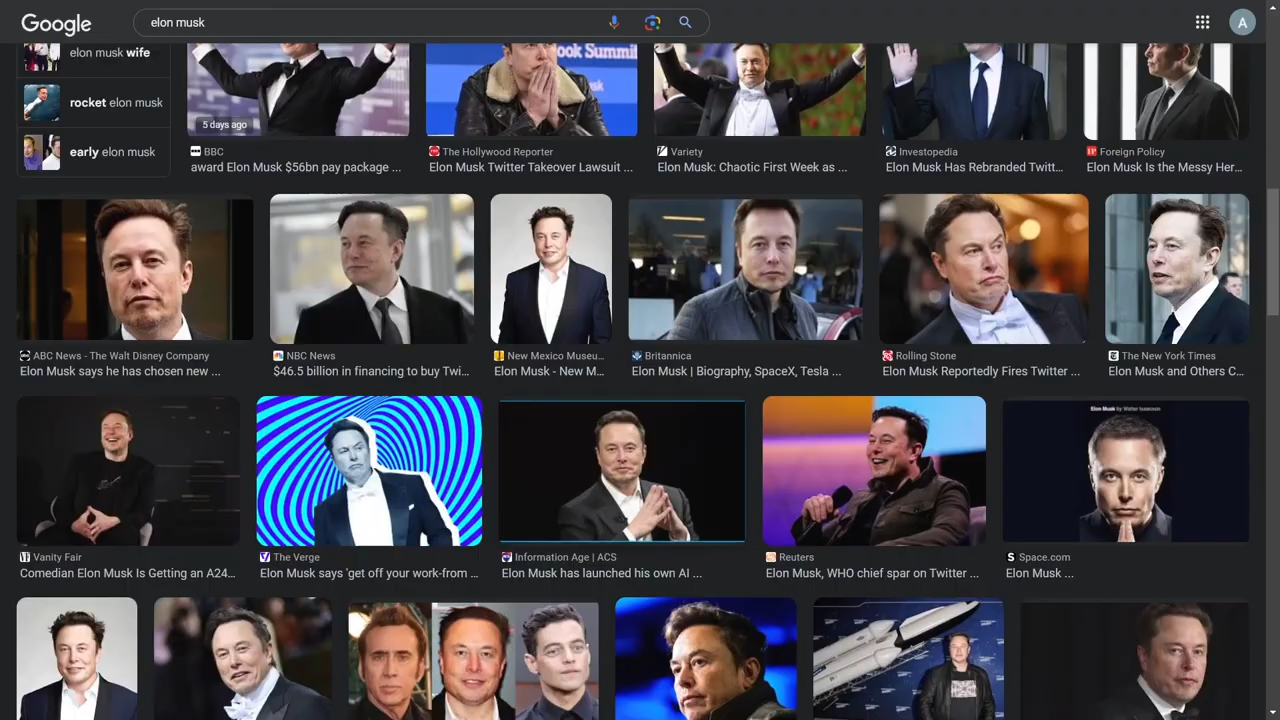 Google
elon musk
A
elon musk wife
rocket elon musk
early elon musk
ook Summit
5 days ago
BBC
award Elon Musk $56bn pay package ...
The Hollywood Reporter
Elon Musk Twitter Takeover Lawsuit ...
Variety
Elon Musk: Chaotic First Week as ...
Investopedia
Elon Musk Has Rebranded Twitt...
Foreign Policy
Elon Musk Is the Messy Her...
ABC News - The Walt Disney Company
Elon Musk says he has chosen new ...
NBC News
$46.5 billion in financing to buy Twi...
New Mexico Museu...
Elon Musk - New M...
Britannica
Elon Musk | Biography, SpaceX, Tesla ...
Rolling Stone
Elon Musk Reportedly Fires Twitter ...
The New York Times
Elon Musk and Others C...
Elon Musk by Walter Isaacson
Vanity Fair
Comedian Elon Musk Is Getting an A24...
The Verge
Elon Musk says 'get off your work-from ...
Information Age | ACS
Elon Musk has launched his own AI ...
Reuters
Elon Musk, WHO chief spar on Twitter ...
Space.com
Elon Musk ...